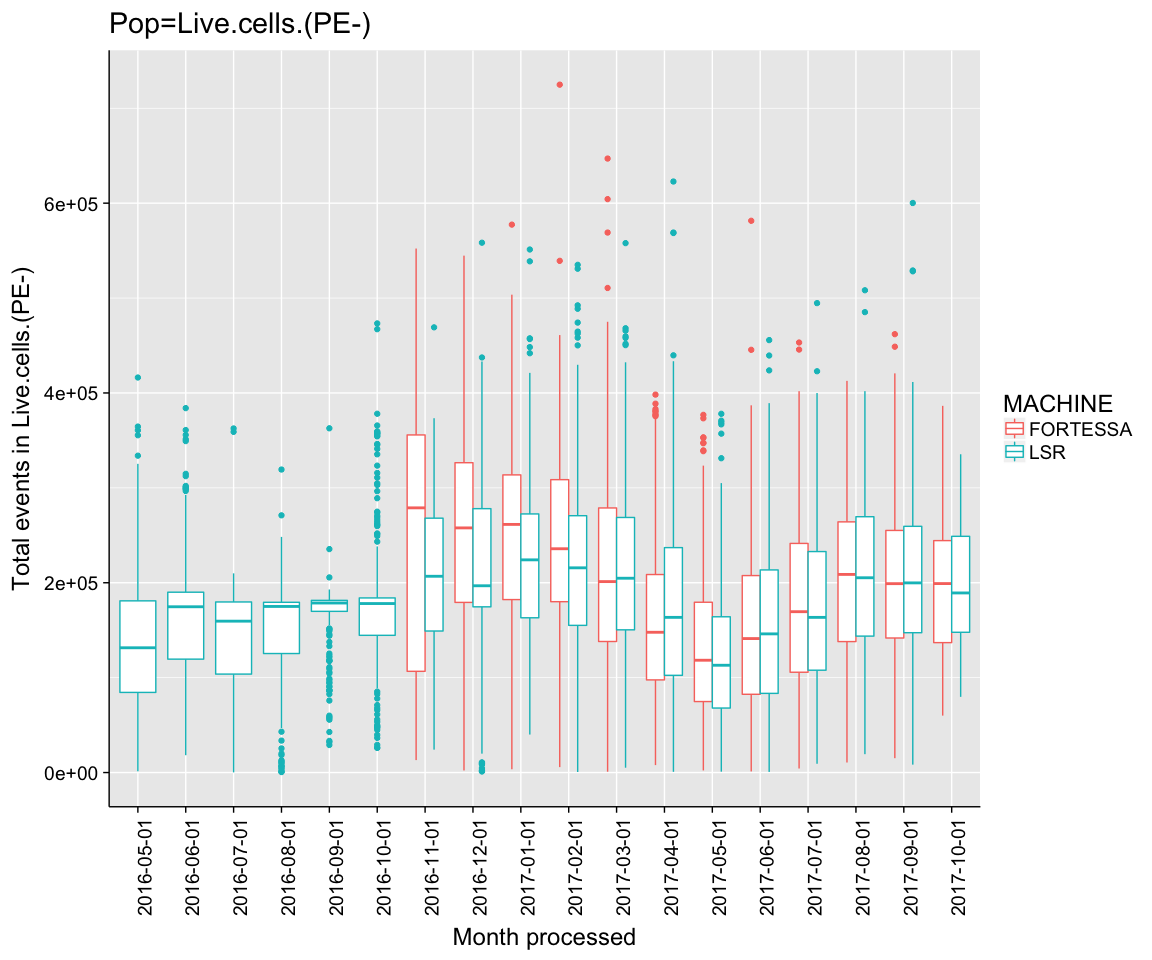 Pop=Live.cells.(PE-)
Total events in Live.cells.(PE-)
6e+05
4e+05
2e+05
0e+00
2016-05-01
2016-06-01
2016-07-01
2016-08-01
2016-09-01
2016-10-01
2016-11-01
2016-12-01
2017-01-01
2017-02-01
2017-03-01
2017-04-01
2017-05-01
2017-06-01
2017-07-01
2017-08-01
2017-09-01
2017-10-01
Month processed
MACHINE
FORTESSA
LSR